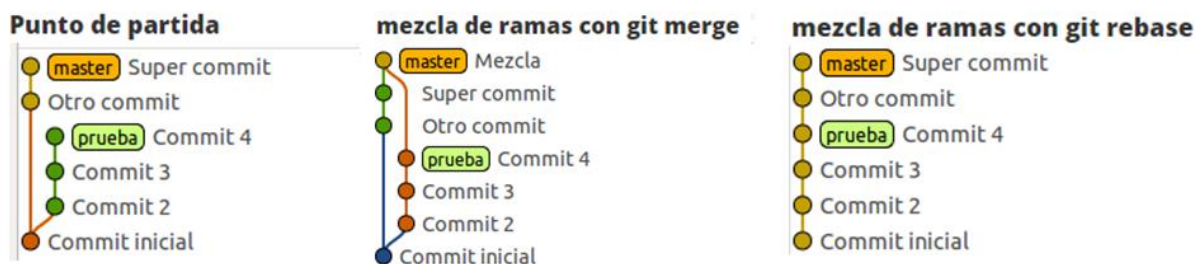 Punto de partida
master Super commit
Otro commit
prueba Commit 4
Commit 3
Commit 2
Commit inicial
mezcla de ramas con git merge
master Mezcla
Super commit
Otro commit
prueba Commit 4
Commit 3
Commit 2
Commit inicial
mezcla de ramas con git rebase
master Super commit
Otro commit
prueba Commit 4
Commit 3
Commit 2
Commit inicial